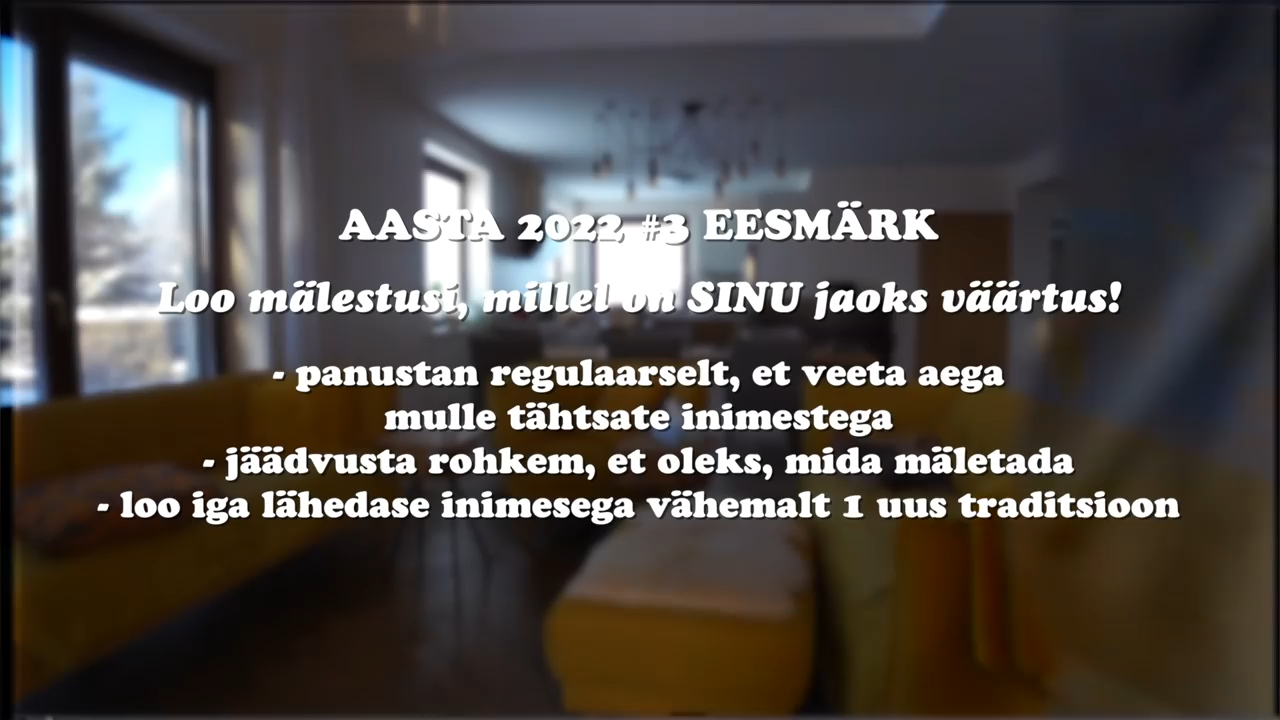 AASTA 2022 #3 EESMÄRK
Loo mälestusi, millel on SINU jaoks väärtus!
- panustan regulaarselt, et veeta aega
mulle tähtsate inimestega
- jäädvusta rohkem, et oleks, mida mäletada
- loo iga lähedase inimesega vähemalt 1 uus traditsioon